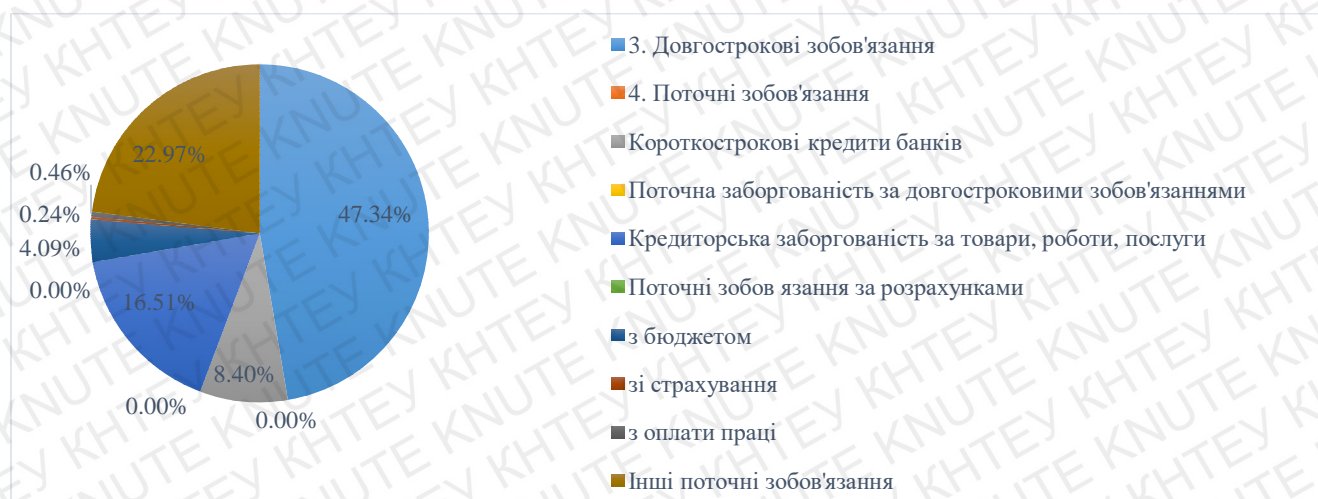 3. Довгострокові зобов'язання
4. Поточні зобов'язання
Короткострокові кредити банків
Поточна заборгованість за довгостроковими зобов'язаннями
Кредиторська заборгованість за товари, роботи, послуги
Поточні зобов язання за розрахунками
з бюджетом
зі страхування
з оплати праці
Інші поточні зобов'язання
22.97%
0.46%
0.24%
47.34%
4.09%
0.00%
16.51%
8.40%
0.00%
0.00%
KNUTE КНТЕУ